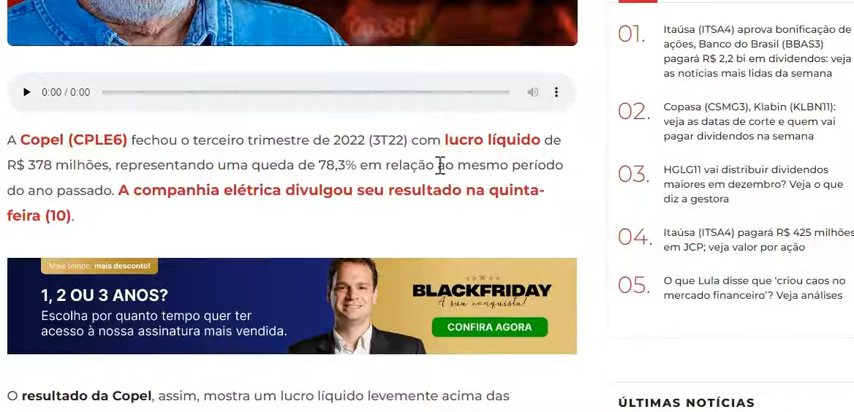 0:00 / 0:00
A Copel (CPLE6) fechou o terceiro trimestre de 2022 (3T22) com lucro líquido de
R$ 378 milhões, representando uma queda de 78,3% em relação ao mesmo período
do ano passado. A companhia elétrica divulgou seu resultado na quinta-
feira (10).
Mais tempo, mais desconto!
1, 2 OU 3 ANOS?
Escolha por quanto tempo quer ter
acesso à nossa assinatura mais vendida.
BLACKFRIDAY
A sua conquista!
CONFIRA AGORA
O resultado da Copel, assim, mostra um lucro líquido levemente acima das
01.
Itaúsa (ITSA4) aprova bonificação de
ações, Banco do Brasil (BBAS3)
pagará R$ 2,2 bi em dividendos: veja
as notícias mais lidas da semana
02.
Copasa (CSMG3), Klabin (KLBN11):
veja as datas de corte e quem vai
pagar dividendos na semana
03.
HGLG11 vai distribuir dividendos
maiores em dezembro? Veja o que
diz a gestora
04.
Itaúsa (ITSA4) pagará R$ 425 milhões
em JCP; veja valor por ação
05.
O que Lula disse que 'criou caos no
mercado financeiro'? Veja análises
ÚLTIMAS NOTÍCIAS